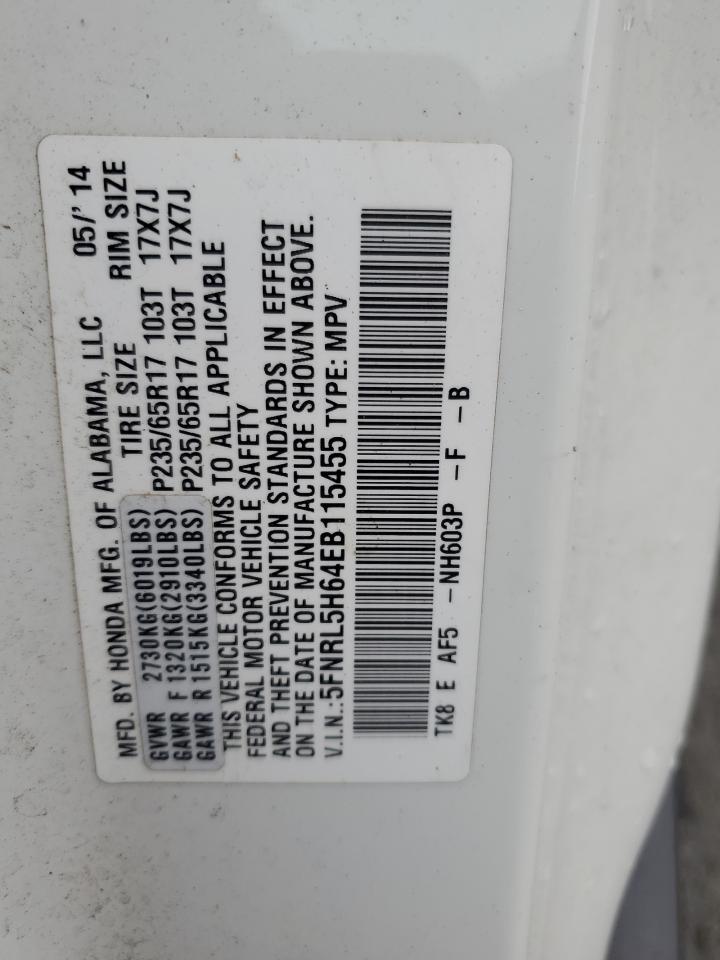 MFD. BY HONDA MFG. OF ALABAMA, LLC 05/'14
TIRE SIZE RIM SIZE
GVWR 2730KG(6019LBS)
GAWR F 1320KG(2910LBS) P235/65R17 103T 17X7J
GAWR R 1515KG(3340LBS) P235/65R17 103T 17X7J
THIS VEHICLE CONFORMS TO ALL APPLICABLE
FEDERAL MOTOR VEHICLE SAFETY
AND THEFT PREVENTION STANDARDS IN EFFECT
ON THE DATE OF MANUFACTURE SHOWN ABOVE.
V.I.N.:5FNRL5H64EB115455 TYPE: MPV
TK8 E AF5 -NH603P -F -B